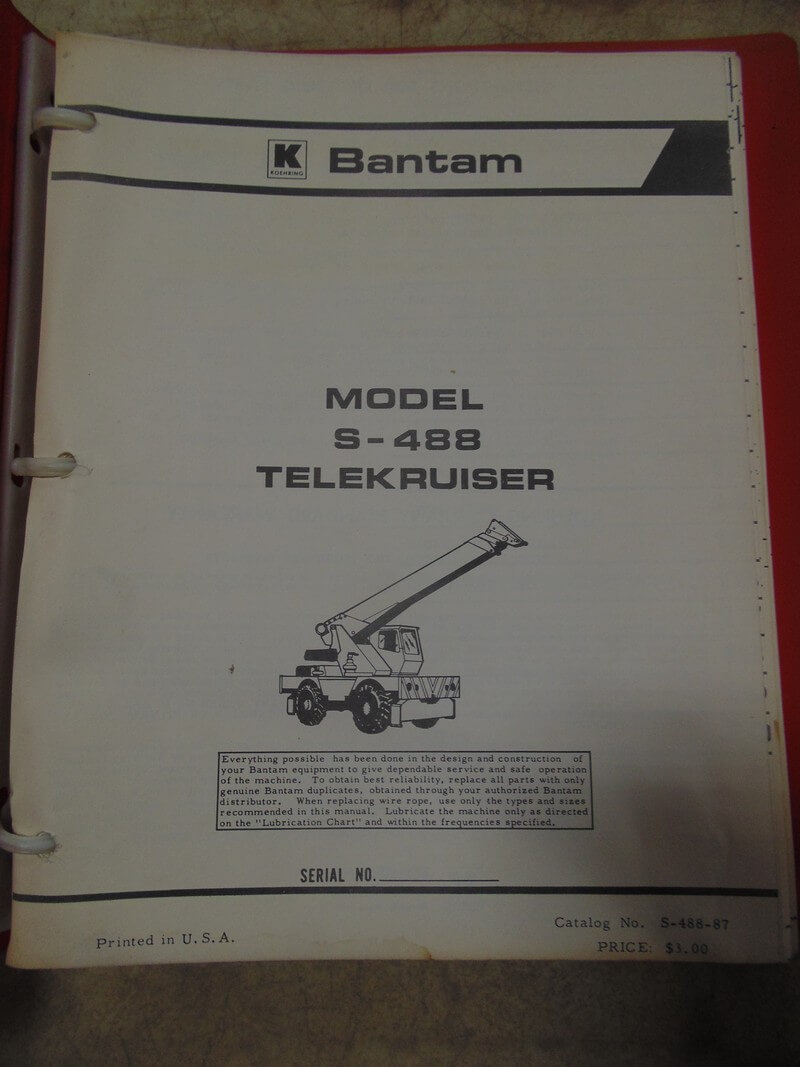 K Bantam
KOEHRING
MODEL
S-488
TELEKRUISER
Everything possible has been done in the design and construction of
your Bantam equipment to give dependable service and safe operation
of the machine. To obtain best reliability, replace all parts with only
genuine Bantam duplicates, obtained through your authorized Bantam
distributor. When replacing wire rope, use only the types and sizes
recommended in this manual. Lubricate the machine only as directed
on the "Lubrication Chart" and within the frequencies specified.
SERIAL NO.
Printed in U.S.A.
Catalog No. S-488-87
PRICE: $3.00